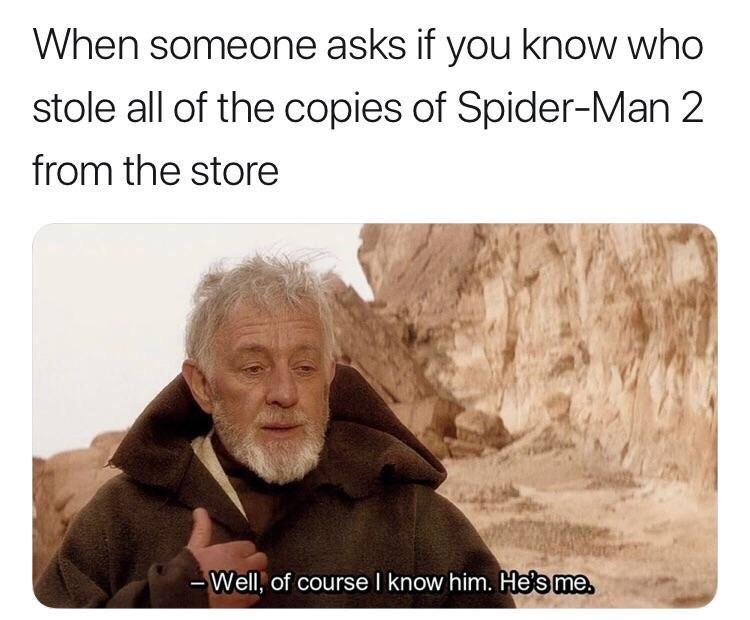 When someone asks if you know who
stole all of the copies of Spider-Man 2
from the store
– Well, of course I know him. He's me.